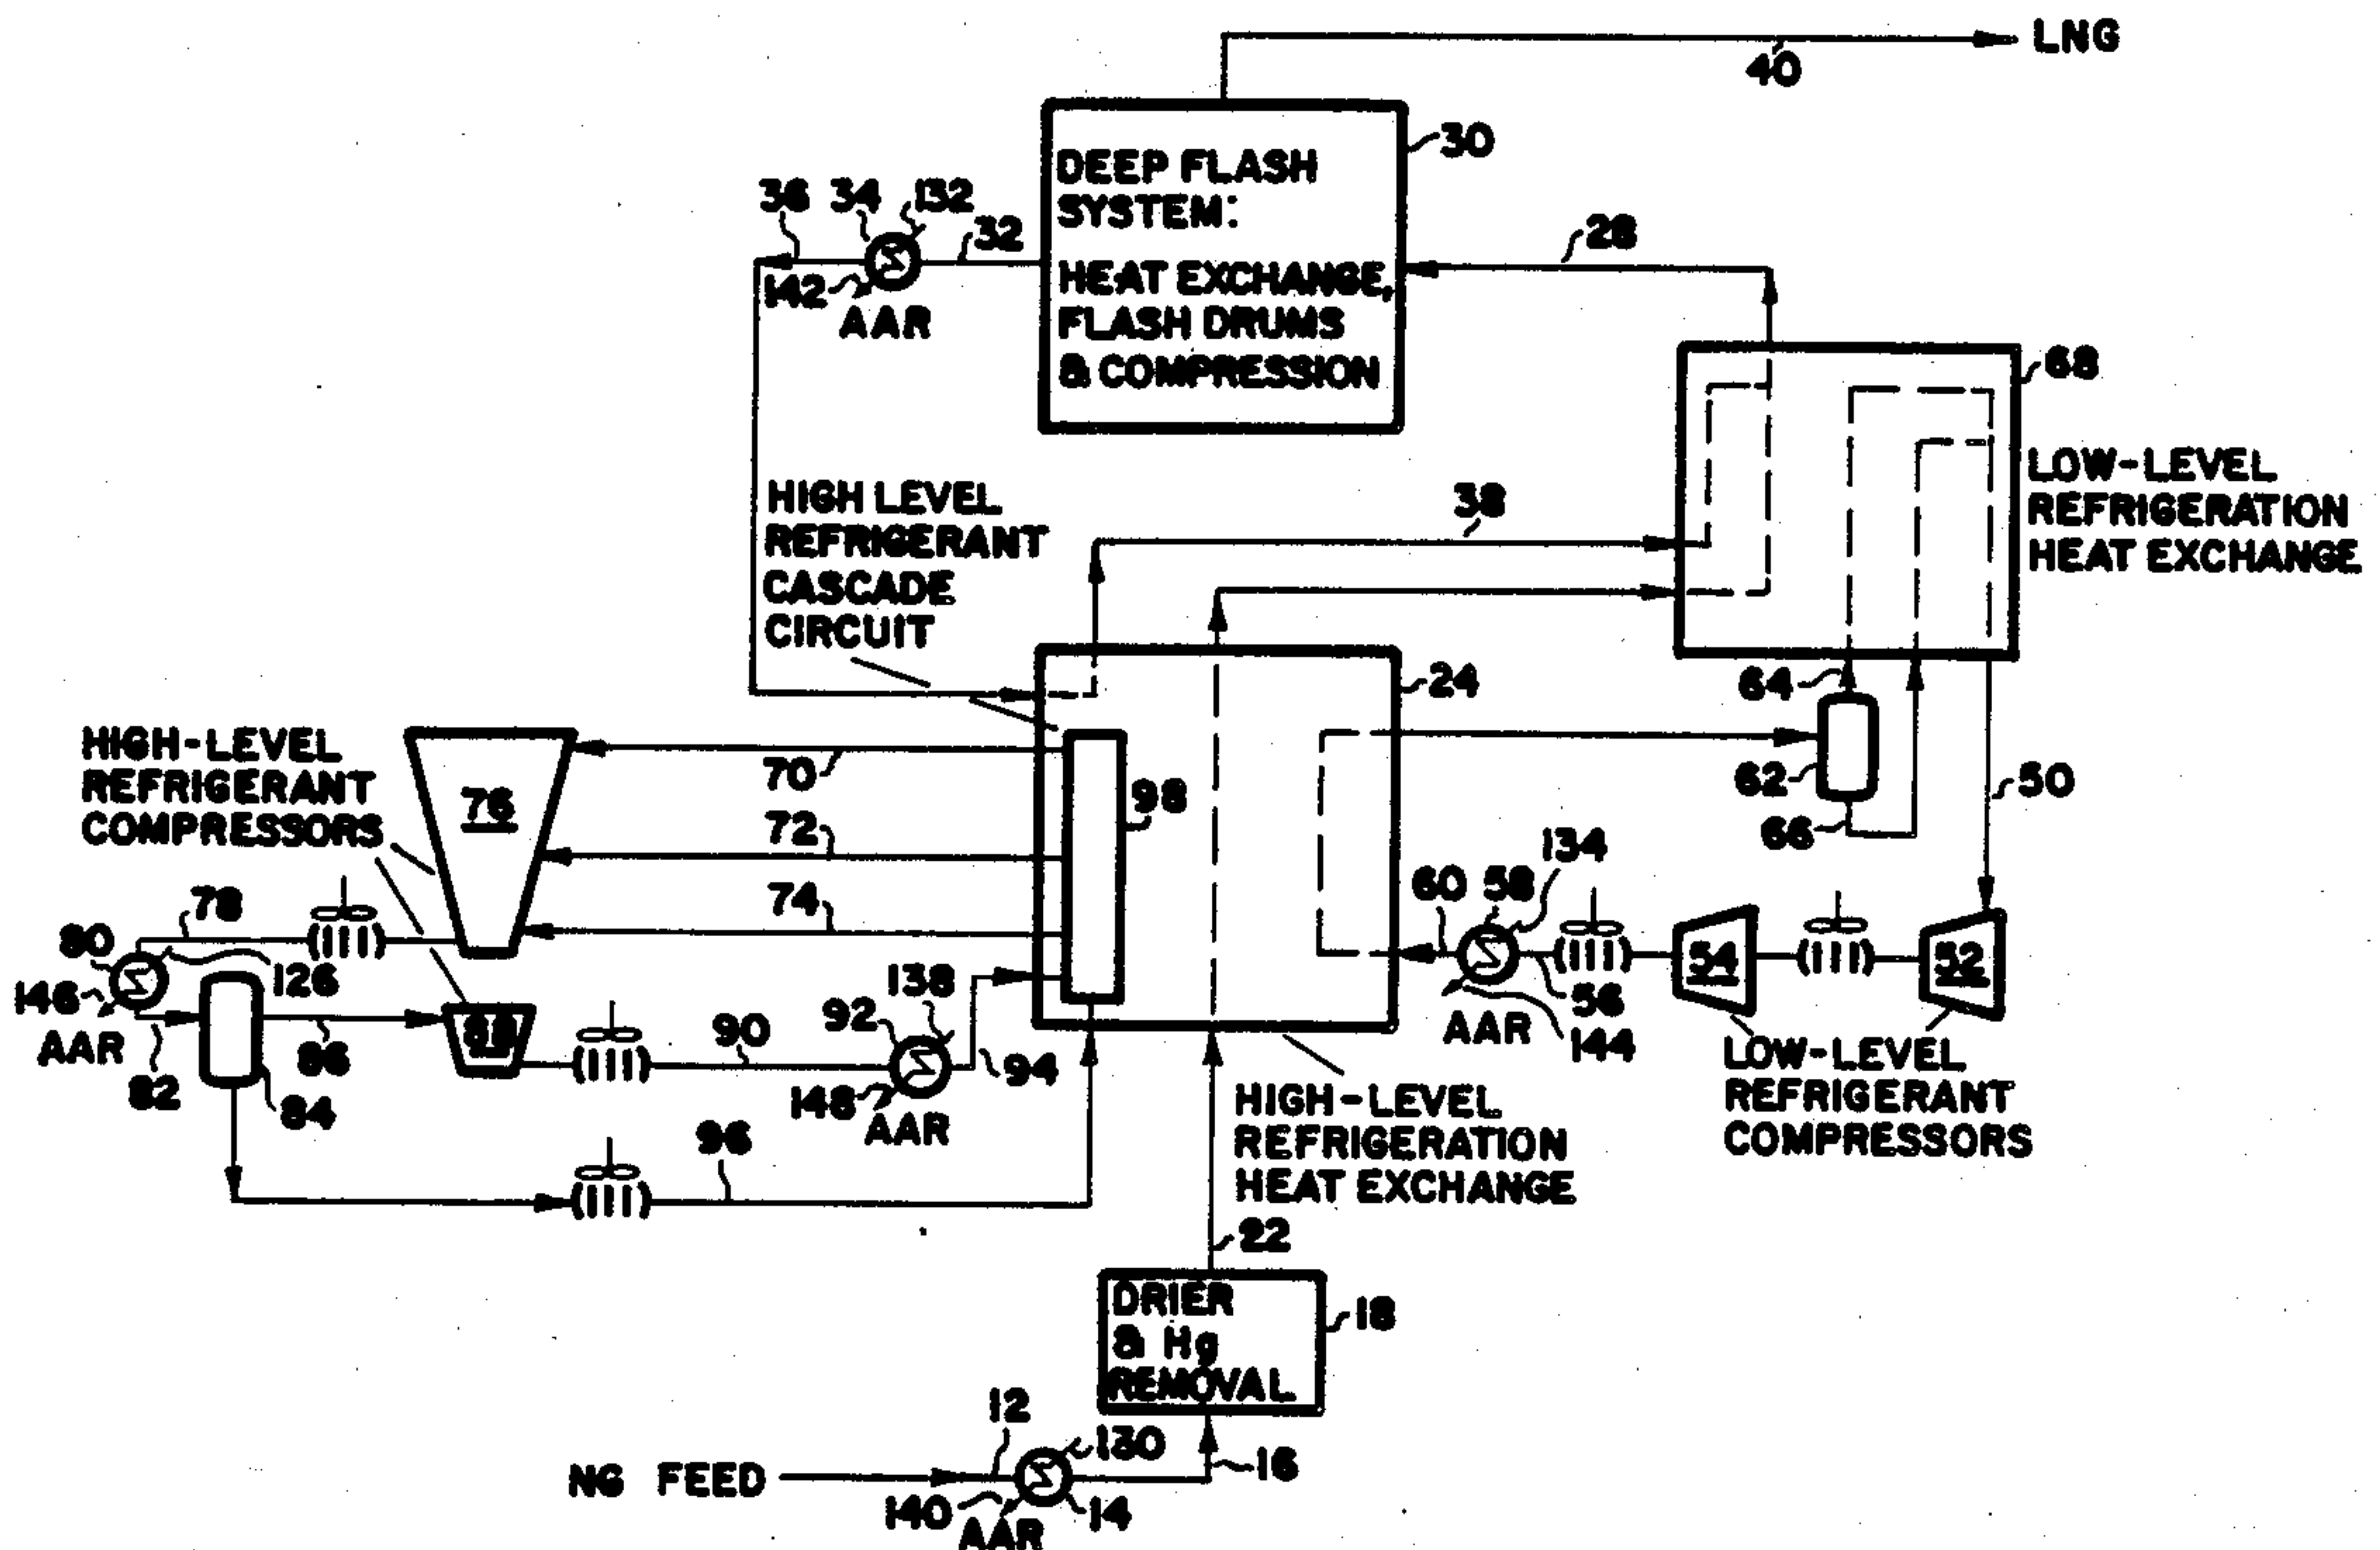 LNG
40
DEEP FLASH
SYSTEM:
HEAT EXCHANGE,
FLASH DRUMS
& COMPRESSION
30
36
34
132
32
142
AAR
28
68
LOW-LEVEL
REFRIGERATION
HEAT EXCHANGE
38
HIGH LEVEL
REFRIGERANT
CASCADE
CIRCUIT
24
64
62
66
50
HIGH-LEVEL
REFRIGERANT
COMPRESSORS
76
70
72
74
98
134
60
58
54
52
56
AAR
144
LOW-LEVEL
REFRIGERANT
COMPRESSORS
78
80
126
146
AAR
82
86
84
88
90
92
138
94
148
AAR
96
HIGH-LEVEL
REFRIGERATION
HEAT EXCHANGE
22
DRIER
& Hg
REMOVAL
18
12
130
16
NG FEED
140
14
AAR